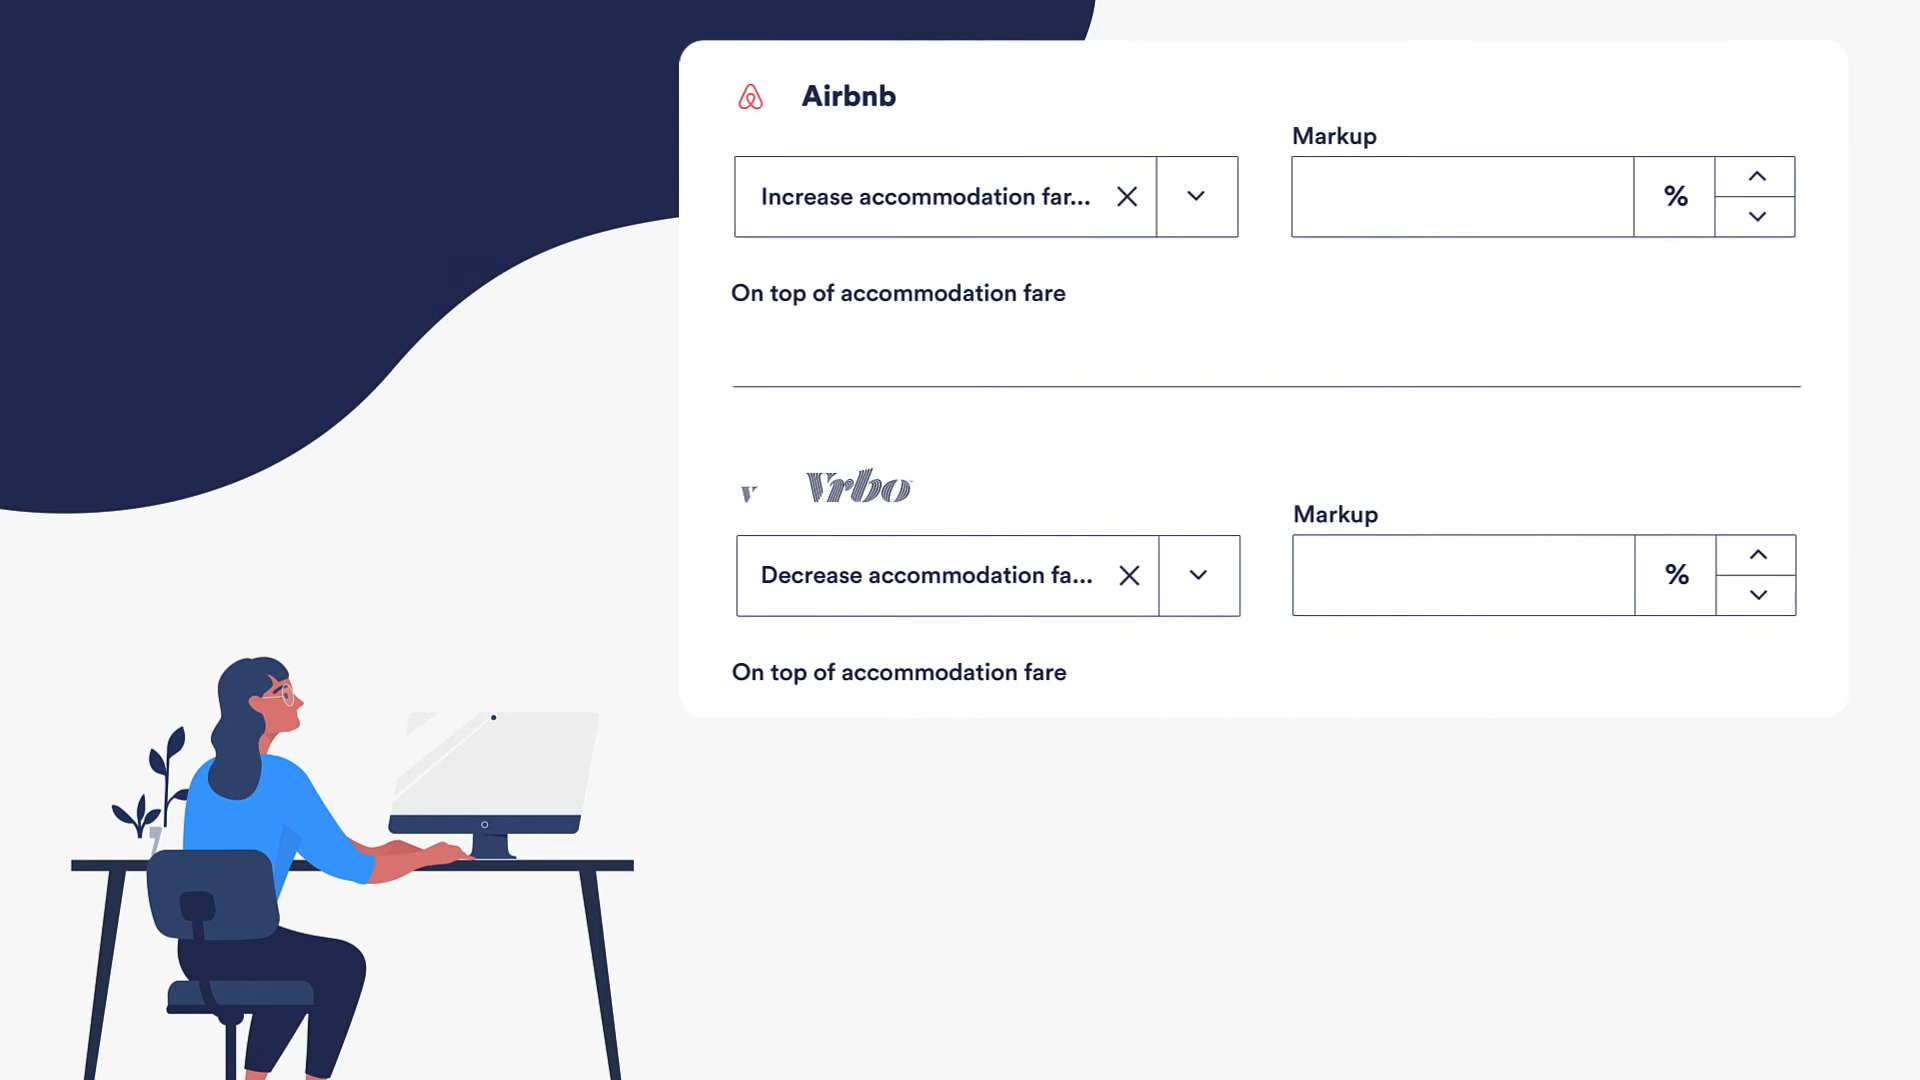 Airbnb
Markup
Increase accommodation far...
%
On top of accommodation fare
v Vrbo
Markup
Decrease accommodation fa...
%
On top of accommodation fare